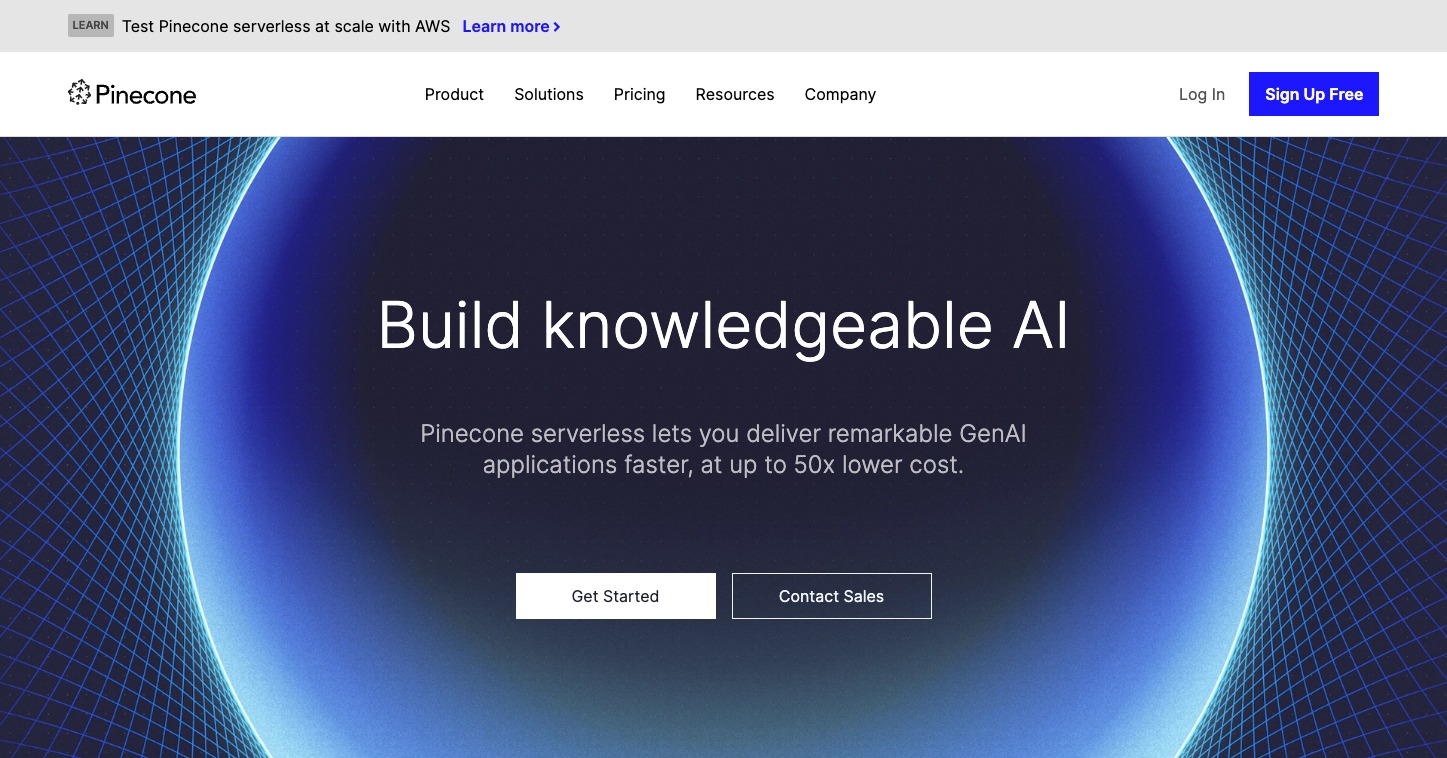 LEARN Test Pinecone serverless at scale with AWS Learn more
Pinecone Product Solutions Pricing Resources Company Log In Sign Up Free
Build knowledgeable AI
Pinecone serverless lets you deliver remarkable GenAI
applications faster, at up to 50x lower cost.
Get Started Contact Sales